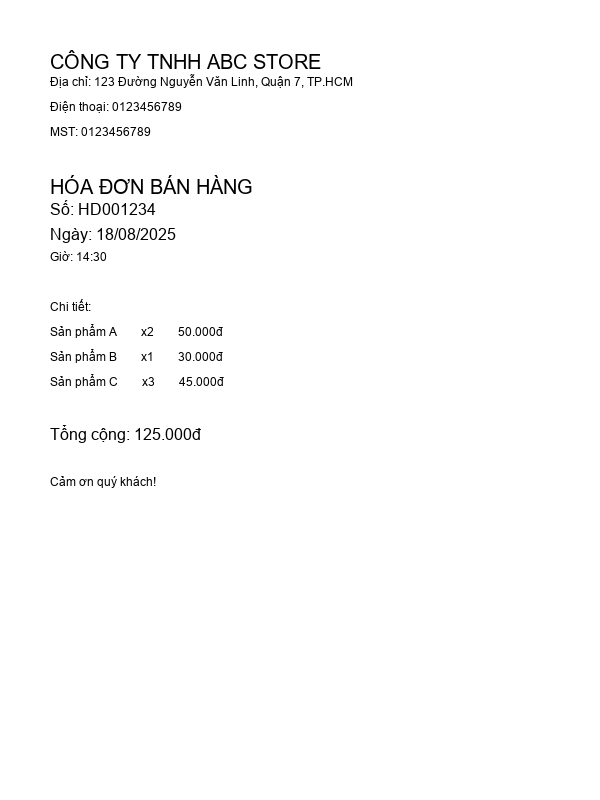 CÔNG TY TNHH ABC STORE
Địa chỉ: 123 Đường Nguyễn Văn Linh, Quận 7, TP.HCM
Điện thoại: 0123456789
MST: 0123456789
HÓA ĐƠN BÁN HÀNG
Số: HD001234
Ngày: 18/08/2025
Giờ: 14:30
Chi tiết:
Sản phẩm A x2 50.000đ
Sản phẩm B x1 30.000đ
Sản phẩm C x3 45.000đ
Tổng cộng: 125.000đ
Cảm ơn quý khách!